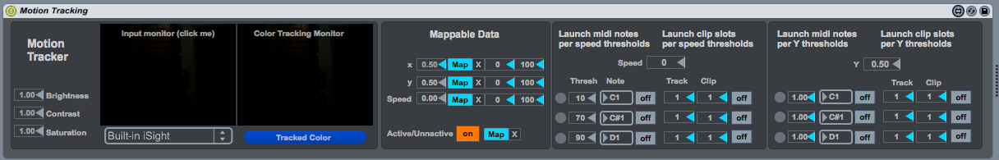 Motion Tracking
Motion
Tracker
1.00 Brightness
1.00 Contrast
1.00 Saturation
Input monitor (click me)
Color Tracking Monitor
Built-in iSight
Tracked Color
Mappable Data
x 0.50 Map X 0 100
y 0.50 Map X 0 100
Speed 0.00 Map X 0 100
Active/Unnactive on Map X
Launch midi notes
per speed thresholds
Launch clip slots
per speed thresholds
Speed 0
Thresh Note Track Clip
10 C1 off 1 1 off
70 C#1 off 1 1 off
90 D1 off 1 1 off
Launch midi notes
per Y thresholds
Launch clip slots
per Y thresholds
Y 0.50
Track Clip
1.00 C1 off 1 1 off
1.00 C#1 off 1 1 off
1.00 D1 off 1 1 off